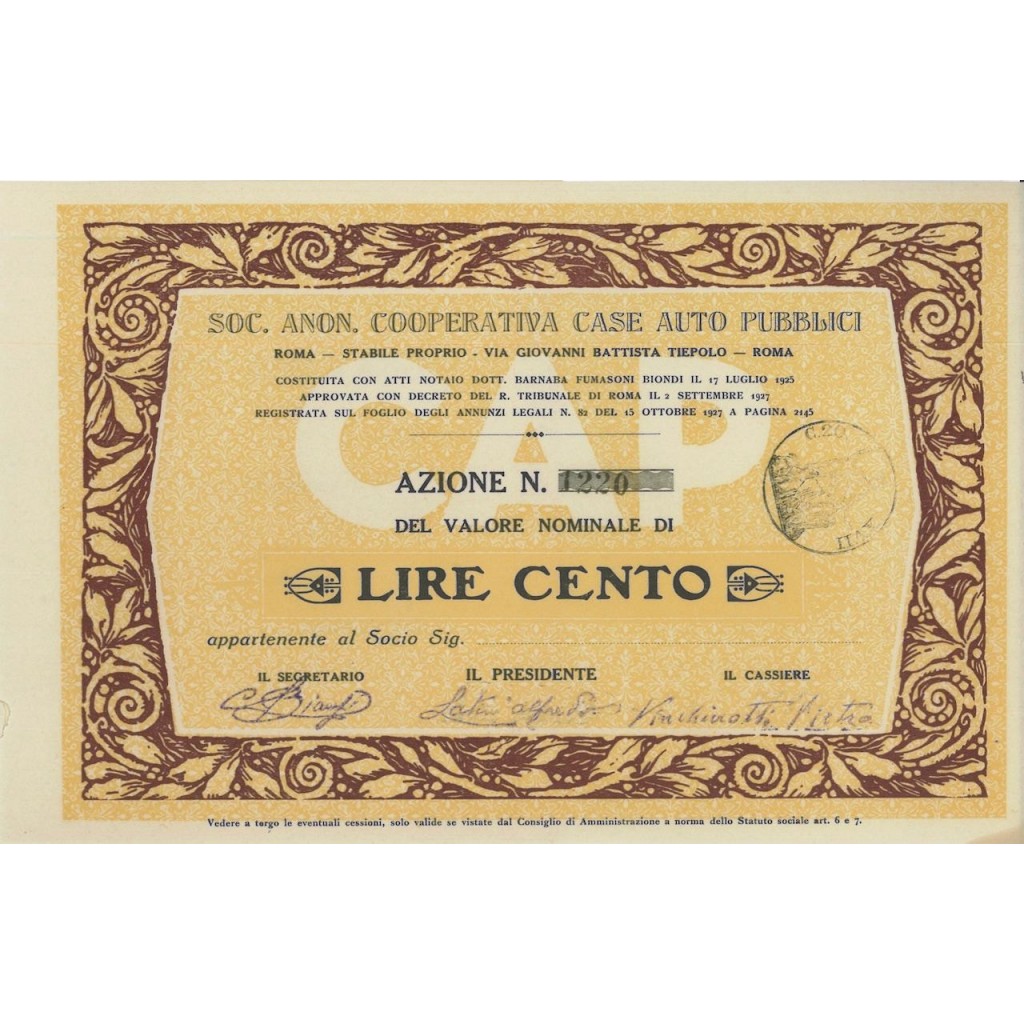 SOC. ANON. COOPERATIVA CASE AUTO PUBBLICI
ROMA — STABILE PROPRIO - VIA GIOVANNI BATTISTA TIEPOLO — ROMA
COSTITUITA CON ATTI NOTAIO DOTT. BARNABA FUMASONI BIONDI IL 17 LUGLIO 1925
APPROVATA CON DECRETO DEL R. TRIBUNALE DI ROMA IL 2 SETTEMBRE 1927
REGISTRATA SUL FOGLIO DEGLI ANNUNZI LEGALI N. 82 DEL 15 OTTOBRE 1927 A PAGINA 2145
CAP
C.20
AZIONE N. 1220
DEL VALORE NOMINALE DI
LIRE CENTO
appartenente al Socio Sig.
IL SEGRETARIO IL PRESIDENTE IL CASSIERE
Latini Alfredo Pietro
Vedere a tergo le eventuali cessioni, solo valide se vistate dal Consiglio di Amministrazione a norma dello Statuto sociale art. 6 e 7.